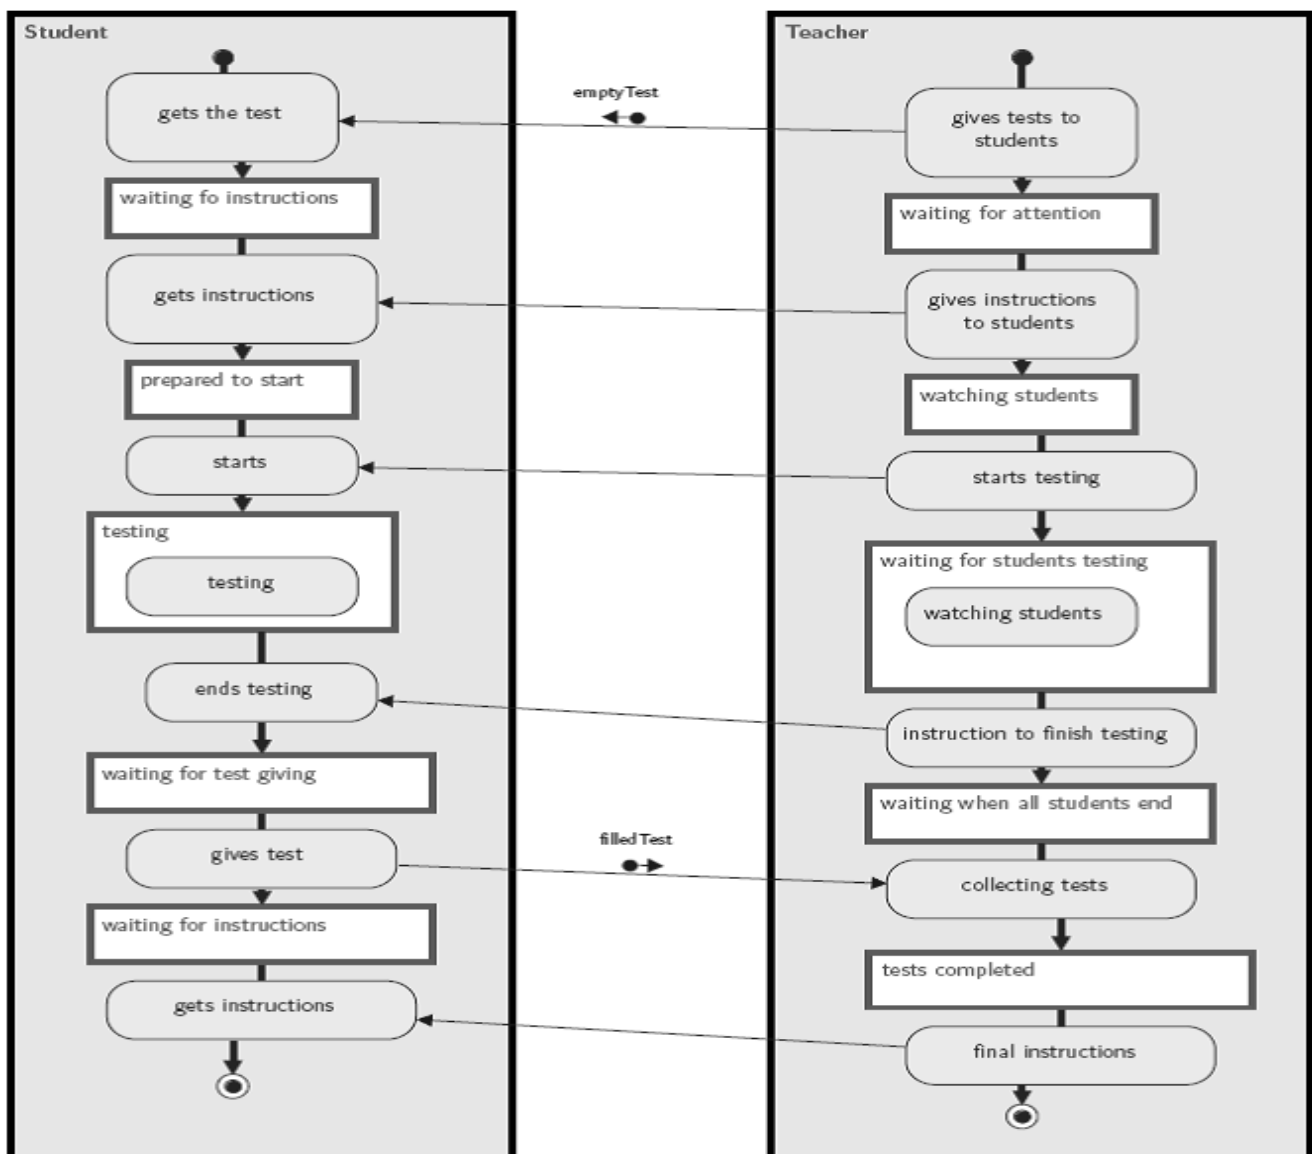 Student
gets the test
waiting fo instructions
gets instructions
prepared to start
starts
testing
testing
ends testing
waiting for test giving
gives test
waiting for instructions
gets instructions
emptyTest
filledTest
Teacher
gives tests to
students
waiting for attention
gives instructions
to students
watching students
starts testing
waiting for students testing
watching students
instruction to finish testing
waiting when all students end
collecting tests
tests completed
final instructions